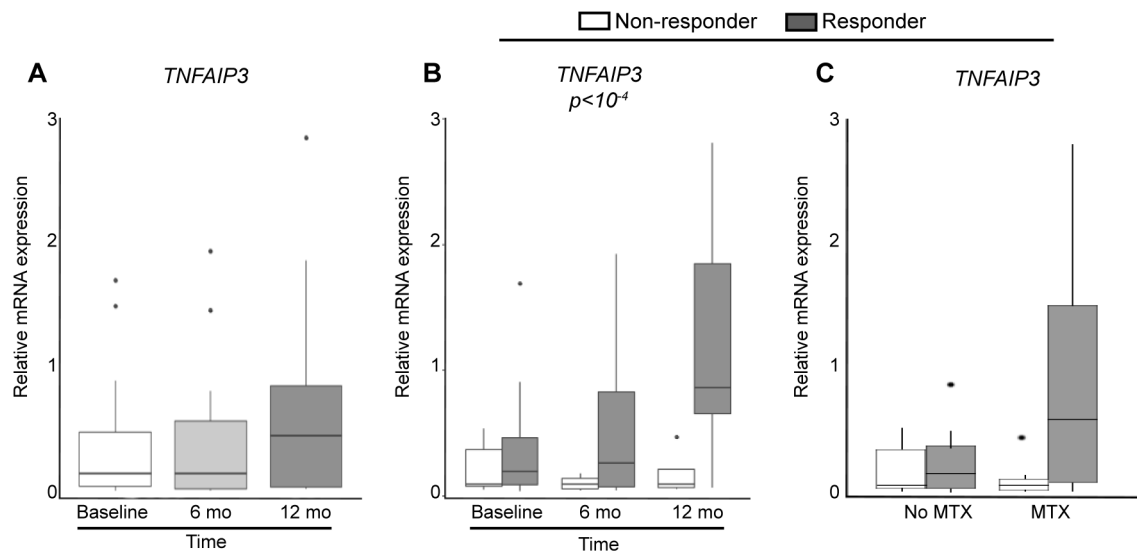 Non-responder Responder
A TNFAIP3
3
2
1
0
Relative mRNA expression
Baseline 6 mo 12 mo
Time
B TNFAIP3
p<10⁻⁴
3
2
1
0
Relative mRNA expression
Baseline 6 mo 12 mo
Time
C TNFAIP3
3
2
1
0
Relative mRNA expression
No MTX MTX